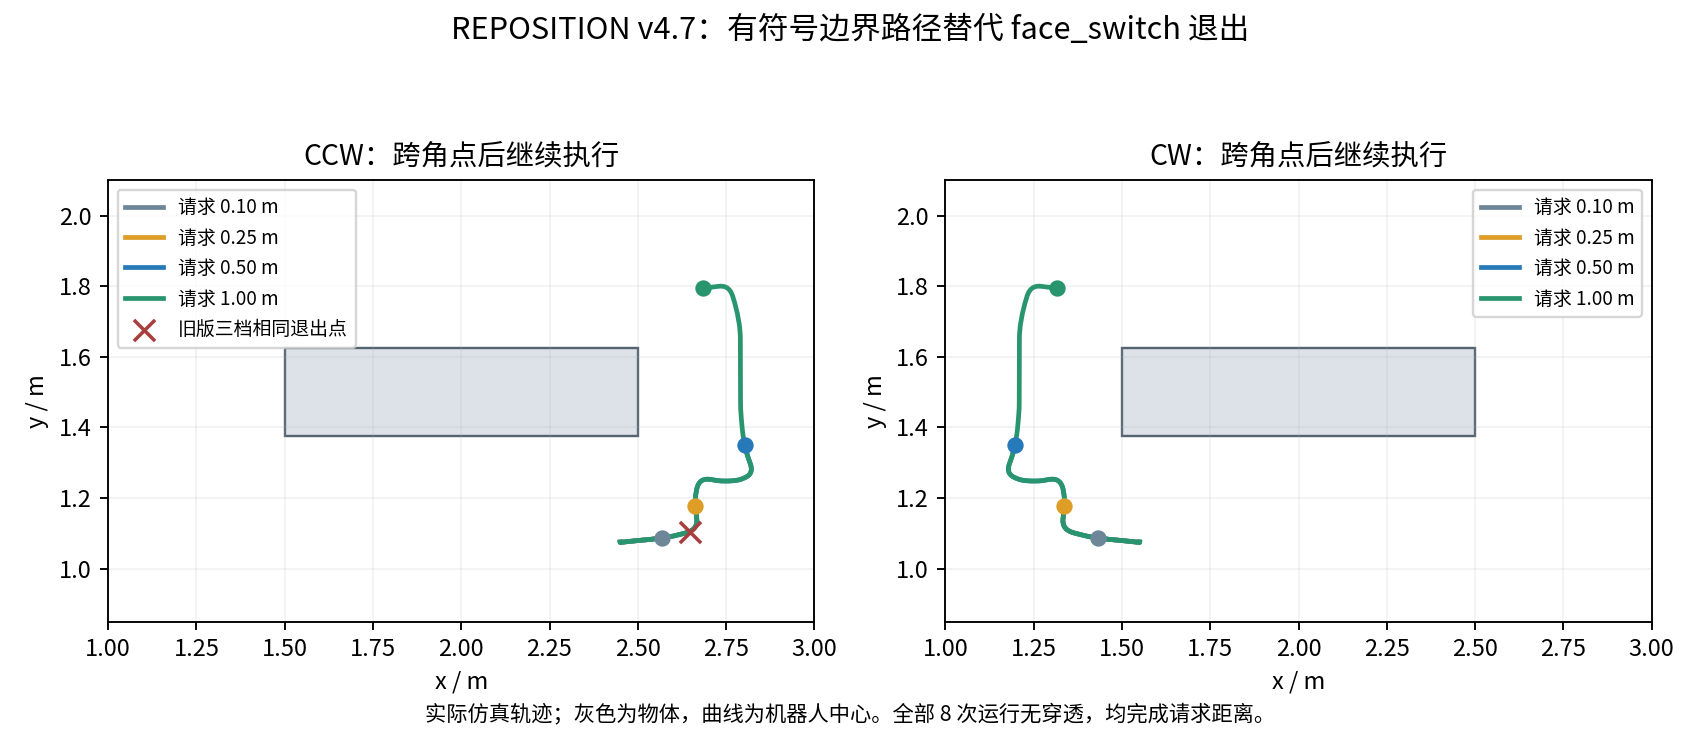 REPOSITION v4.7：有符号边界路径替代 face_switch 退出
CCW：跨角点后继续执行
请求 0.10 m
请求 0.25 m
请求 0.50 m
请求 1.00 m
旧版三档相同退出点
2.0
1.8
1.6
1.4
1.2
1.0
y / m
1.00 1.25 1.50 1.75 2.00 2.25 2.50 2.75 3.00
x / m
CW：跨角点后继续执行
请求 0.10 m
请求 0.25 m
请求 0.50 m
请求 1.00 m
2.0
1.8
1.6
1.4
1.2
1.0
y / m
1.00 1.25 1.50 1.75 2.00 2.25 2.50 2.75 3.00
x / m
实际仿真轨迹；灰色为物体，曲线为机器人中心。全部 8 次运行无穿透，均完成请求距离。